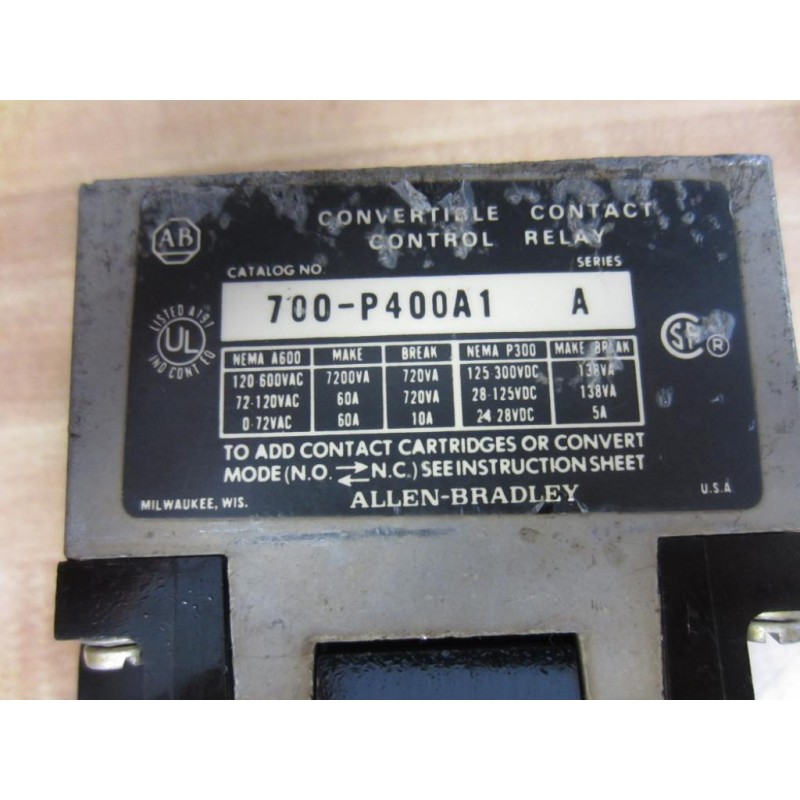 CONVERTIBLE CONTACT
CONTROL RELAY
AB
CATALOG NO. SERIES
700-P400A1 A
LISTED A191
UL
IND CONT EQ
SA ®
NEMA A600 MAKE BREAK NEMA P300 MAKE BREAK
120-600VAC 7200VA 720VA 125-300VDC 138VA
72-120VAC 60A 720VA 28-125VDC 138VA
0-72VAC 60A 10A 24-28VDC 5A
TO ADD CONTACT CARTRIDGES OR CONVERT
MODE (N.O. ⇄ N.C.) SEE INSTRUCTION SHEET
MILWAUKEE, WIS. ALLEN-BRADLEY U.S.A